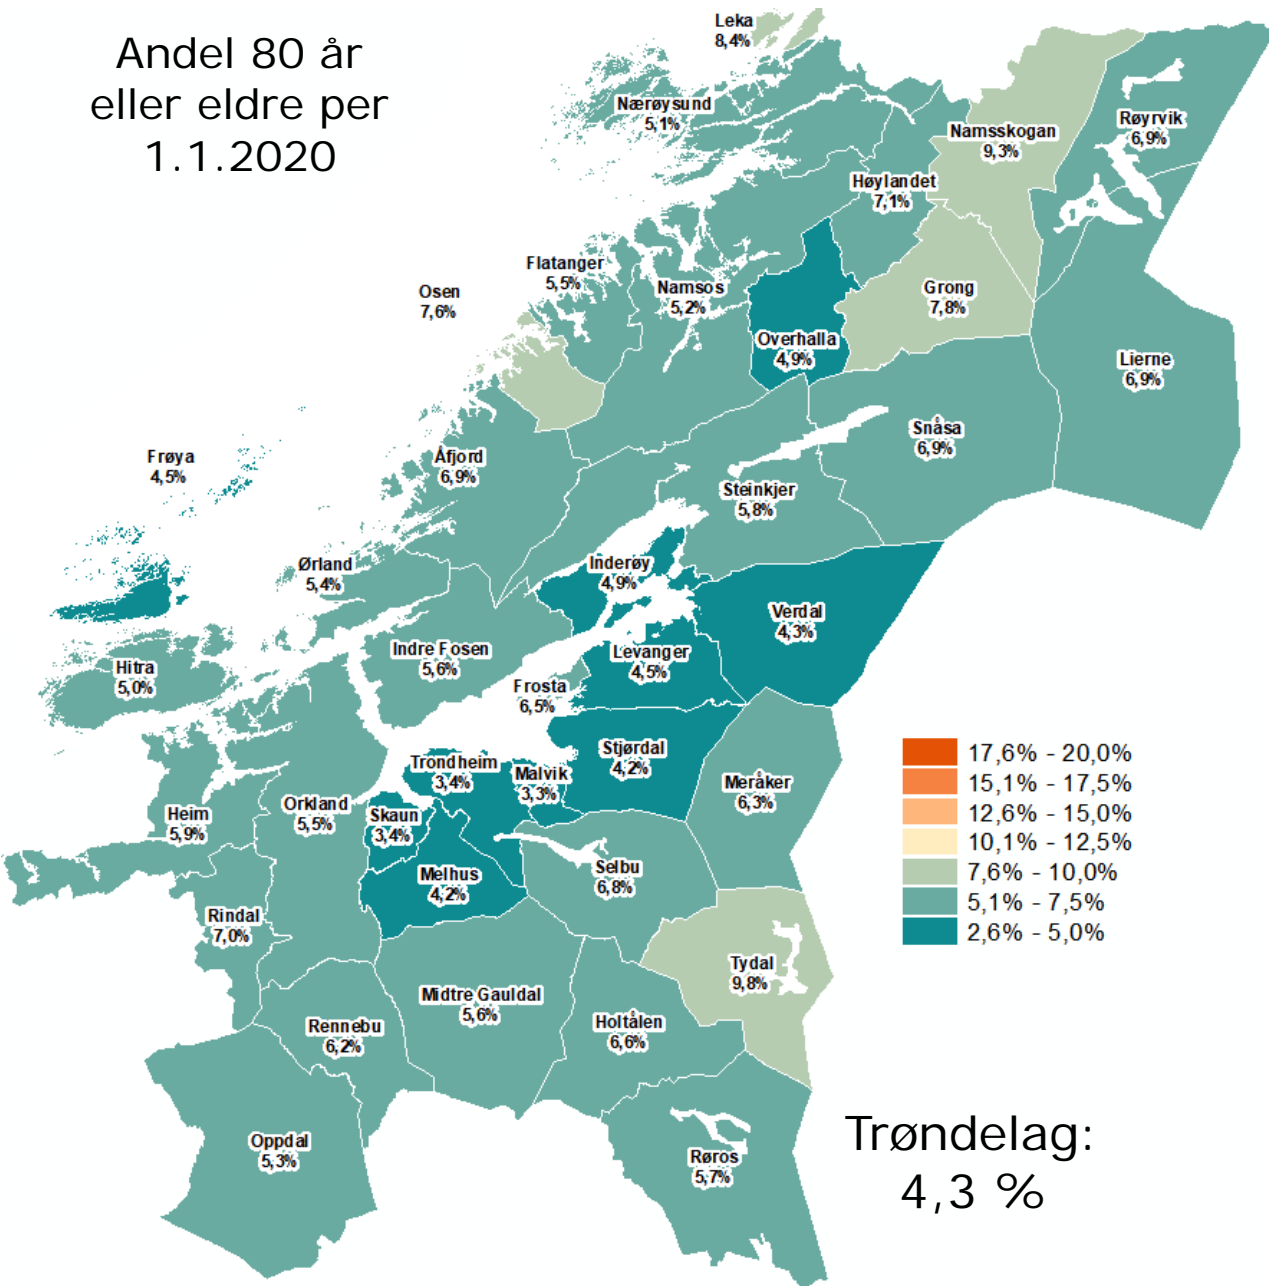 Andel 80 år
eller eldre per
1.1.2020
Leka
8,4%
Nærøysund
5,1%
Namsskogan
9,3%
Røyrvik
6,9%
Høylandet
7,1%
Flatanger
5,5%
Osen
7,6%
Namsos
5,2%
Grong
7,8%
Overhalla
4,9%
Lierne
6,9%
Snåsa
6,9%
Frøya
4,5%
Åfjord
6,9%
Steinkjer
5,8%
Ørland
5,4%
Inderøy
4,9%
Verdal
4,3%
Indre Fosen
5,6%
Levanger
4,5%
Hitra
5,0%
Frosta
6,5%
Stjørdal
4,2%
Trondheim
3,4%
Malvik
3,3%
Meråker
6,3%
Orkland
5,5%
Skaun
3,4%
Heim
5,9%
Selbu
6,8%
Melhus
4,2%
Rindal
7,0%
Tydal
9,8%
Midtre Gauldal
5,6%
Holtålen
6,6%
Rennebu
6,2%
Oppdal
5,3%
Røros
5,7%
17,6% - 20,0%
15,1% - 17,5%
12,6% - 15,0%
10,1% - 12,5%
7,6% - 10,0%
5,1% - 7,5%
2,6% - 5,0%
Trøndelag:
4,3 %